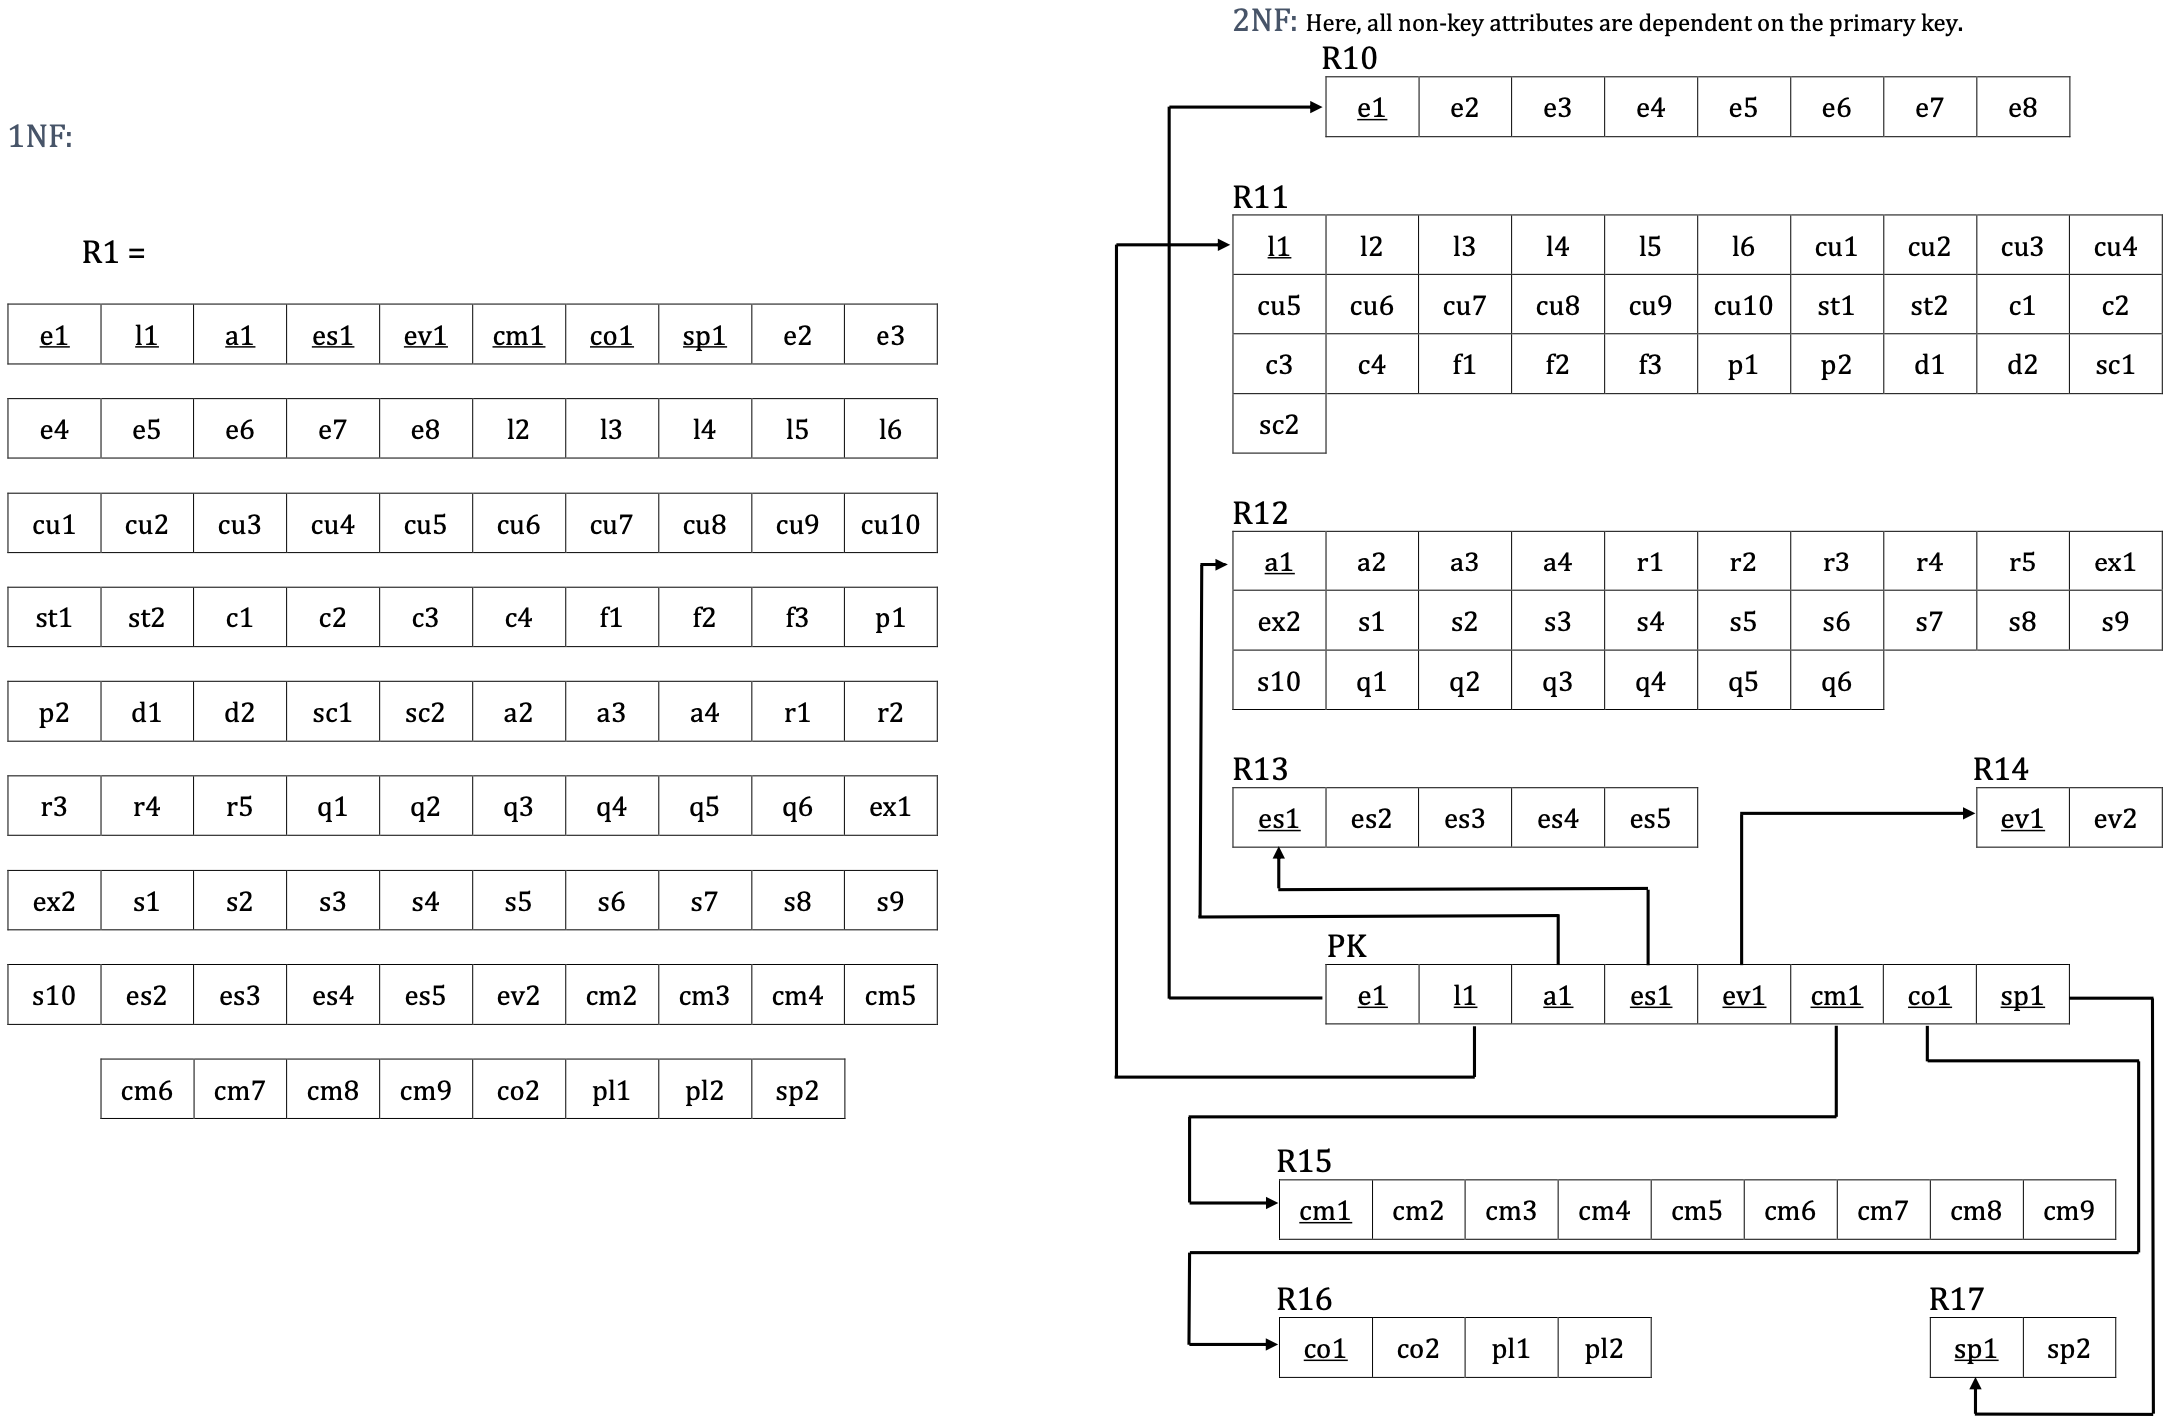 1NF:
R1 =
e1 l1 a1 es1 ev1 cm1 co1 sp1 e2 e3
e4 e5 e6 e7 e8 l2 l3 l4 l5 l6
cu1 cu2 cu3 cu4 cu5 cu6 cu7 cu8 cu9 cu10
st1 st2 c1 c2 c3 c4 f1 f2 f3 p1
p2 d1 d2 sc1 sc2 a2 a3 a4 r1 r2
r3 r4 r5 q1 q2 q3 q4 q5 q6 ex1
ex2 s1 s2 s3 s4 s5 s6 s7 s8 s9
s10 es2 es3 es4 es5 ev2 cm2 cm3 cm4 cm5
cm6 cm7 cm8 cm9 co2 pl1 pl2 sp2
2NF: Here, all non-key attributes are dependent on the primary key.
R10
e1 e2 e3 e4 e5 e6 e7 e8
R11
l1 l2 l3 l4 l5 l6 cu1 cu2 cu3 cu4
cu5 cu6 cu7 cu8 cu9 cu10 st1 st2 c1 c2
c3 c4 f1 f2 f3 p1 p2 d1 d2 sc1
sc2
R12
a1 a2 a3 a4 r1 r2 r3 r4 r5 ex1
ex2 s1 s2 s3 s4 s5 s6 s7 s8 s9
s10 q1 q2 q3 q4 q5 q6
R13
es1 es2 es3 es4 es5
R14
ev1 ev2
PK
e1 l1 a1 es1 ev1 cm1 co1 sp1
R15
cm1 cm2 cm3 cm4 cm5 cm6 cm7 cm8 cm9
R16
co1 co2 pl1 pl2
R17
sp1 sp2